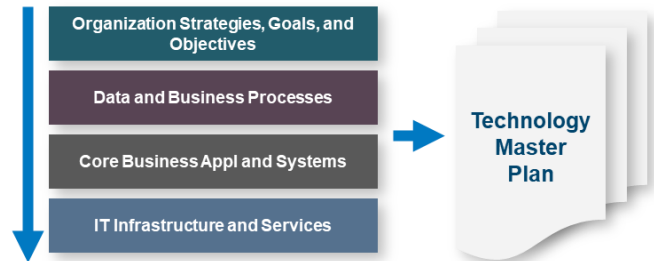 Organization Strategies, Goals, and
Objectives
Data and Business Processes
Core Business Appl and Systems
IT Infrastructure and Services
Technology
Master
Plan